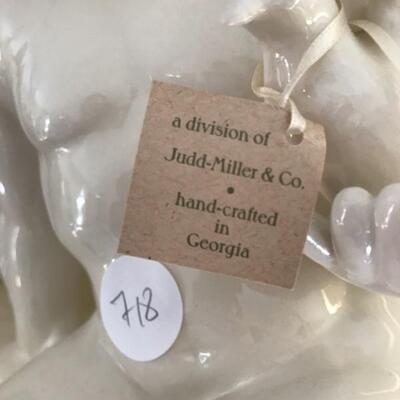 a division of
Judd-Miller & Co.
•
hand-crafted
in
Georgia
718